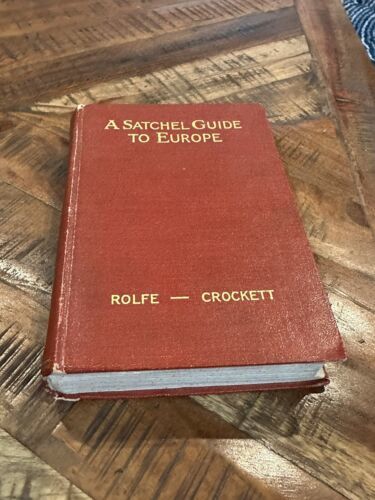 A SATCHEL GUIDE
TO EUROPE
ROLFE — CROCKETT